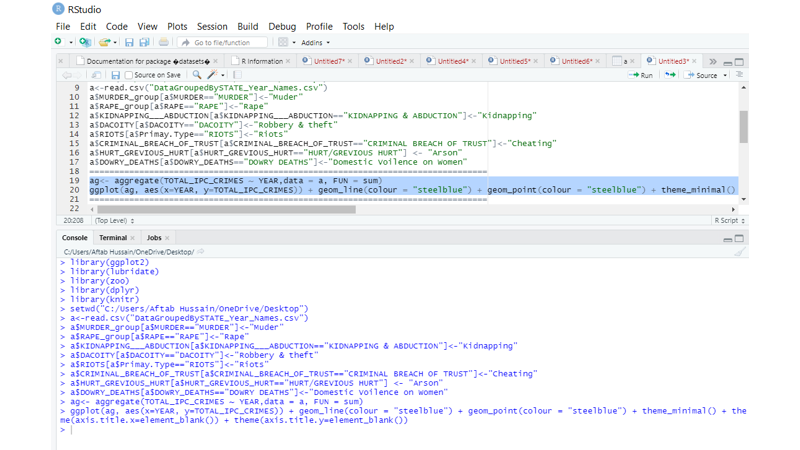 RStudio
File Edit Code View Plots Session Build Debug Profile Tools Help
Go to file/function Addins
Documentation for package �datasets� × R Information × Untitled7* × Untitled2* × Untitled4* × Untitled5* × Untitled6* × a × Untitled3* ×
Source on Save Run Source
9 a<-read.csv("DataGroupedBySTATE_Year_Names.csv")
10 a$MURDER_group[a$MURDER=="MURDER"]<-"Muder"
11 a$RAPE_group[a$RAPE=="RAPE"]<-"Rape"
12 a$KIDNAPPING___ABDUCTION[a$KIDNAPPING___ABDUCTION=="KIDNAPPING & ABDUCTION"]<-"Kidnapping"
13 a$DACOITY[a$DACOITY=="DACOITY"]<-"Robbery & theft"
14 a$RIOTS[a$Primay.Type=="RIOTS"]<-"Riots"
15 a$CRIMINAL_BREACH_OF_TRUST[a$CRIMINAL_BREACH_OF_TRUST=="CRIMINAL BREACH OF TRUST"]<-"Cheating"
16 a$HURT_GREVIOUS_HURT[a$HURT_GREVIOUS_HURT=="HURT/GREVIOUS HURT"] <- "Arson"
17 a$DOWRY_DEATHS[a$DOWRY_DEATHS=="DOWRY DEATHS"]<-"Domestic Voilence on Women"
18
19 ag<- aggregate(TOTAL_IPC_CRIMES ~ YEAR,data = a, FUN = sum)
20 ggplot(ag, aes(x=YEAR, y=TOTAL_IPC_CRIMES)) + geom_line(colour = "steelblue") + geom_point(colour = "steelblue") + theme_minimal()
21
22
20:208 (Top Level) R Script
Console Terminal × Jobs ×
C:/Users/Aftab Hussain/OneDrive/Desktop/
> library(ggplot2)
> library(lubridate)
> library(zoo)
> library(dplyr)
> library(knitr)
> setwd("C:/Users/Aftab Hussain/OneDrive/Desktop")
> a<-read.csv("DataGroupedBySTATE_Year_Names.csv")
> a$MURDER_group[a$MURDER=="MURDER"]<-"Muder"
> a$RAPE_group[a$RAPE=="RAPE"]<-"Rape"
> a$KIDNAPPING___ABDUCTION[a$KIDNAPPING___ABDUCTION=="KIDNAPPING & ABDUCTION"]<-"Kidnapping"
> a$DACOITY[a$DACOITY=="DACOITY"]<-"Robbery & theft"
> a$RIOTS[a$Primay.Type=="RIOTS"]<-"Riots"
> a$CRIMINAL_BREACH_OF_TRUST[a$CRIMINAL_BREACH_OF_TRUST=="CRIMINAL BREACH OF TRUST"]<-"Cheating"
> a$HURT_GREVIOUS_HURT[a$HURT_GREVIOUS_HURT=="HURT/GREVIOUS HURT"] <- "Arson"
> a$DOWRY_DEATHS[a$DOWRY_DEATHS=="DOWRY DEATHS"]<-"Domestic Voilence on Women"
> ag<- aggregate(TOTAL_IPC_CRIMES ~ YEAR,data = a, FUN = sum)
> ggplot(ag, aes(x=YEAR, y=TOTAL_IPC_CRIMES)) + geom_line(colour = "steelblue") + geom_point(colour = "steelblue") + theme_minimal() + the
me(axis.title.x=element_blank()) + theme(axis.title.y=element_blank())
>